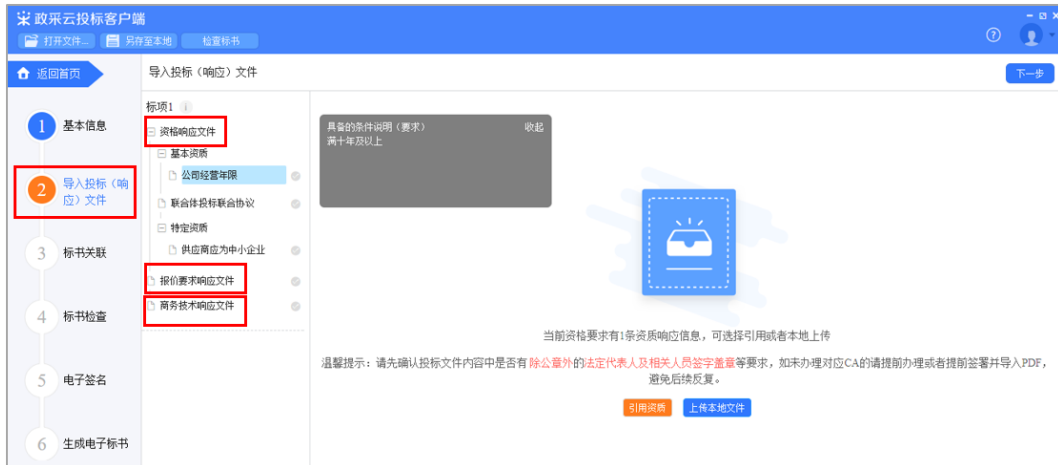 政采云投标客户端
打开文件... 另存至本地 检查标书
返回首页 导入投标（响应）文件 下一步
标项1
1 基本信息
资格响应文件
基本资质
公司经营年限
2 导入投标（响
应）文件
联合体投标联合协议
特定资质
供应商应为中小企业
3 标书关联
报价要求响应文件
商务技术响应文件
4 标书检查
5 电子签名
6 生成电子标书
具备的条件说明（要求） 收起
满十年及以上
当前资格要求有1条资质响应信息，可选择引用或者本地上传
温馨提示：请先确认投标文件内容中是否有除公章外的法定代表人及相关人员签字盖章等要求，如未办理对应CA的请提前办理或者提前签署并导入PDF，
避免后续反复。
引用资质 上传本地文件